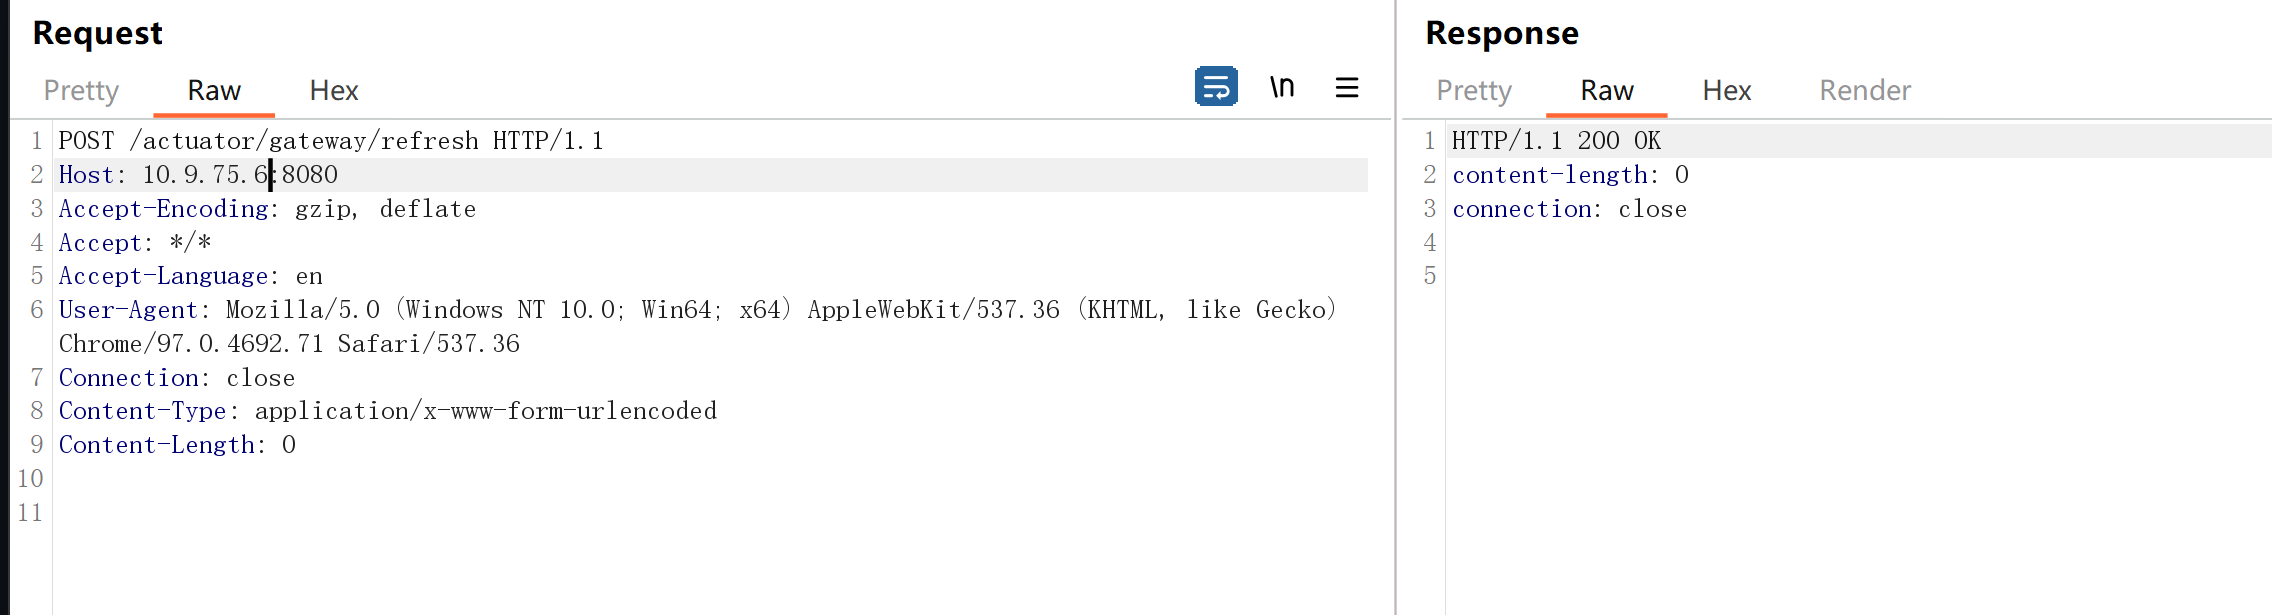 Request
Pretty Raw Hex \n
1 POST /actuator/gateway/refresh HTTP/1.1
2 Host: 10.9.75.6:8080
3 Accept-Encoding: gzip, deflate
4 Accept: */*
5 Accept-Language: en
6 User-Agent: Mozilla/5.0 (Windows NT 10.0; Win64; x64) AppleWebKit/537.36 (KHTML, like Gecko)
Chrome/97.0.4692.71 Safari/537.36
7 Connection: close
8 Content-Type: application/x-www-form-urlencoded
9 Content-Length: 0
10
11
Response
Pretty Raw Hex Render
1 HTTP/1.1 200 OK
2 content-length: 0
3 connection: close
4
5